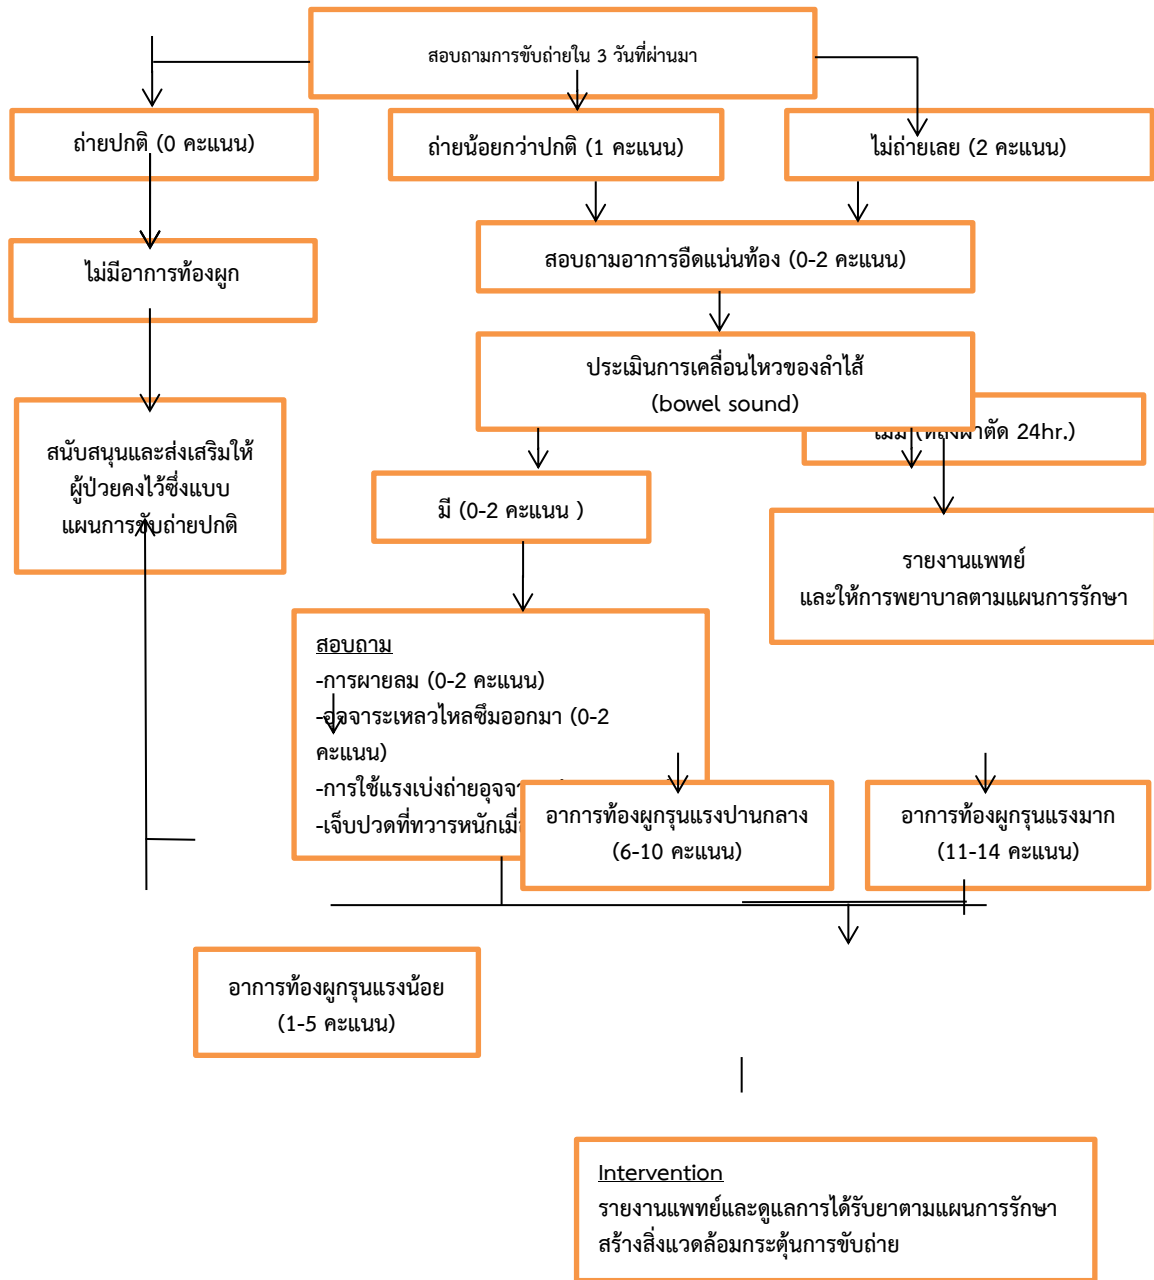 สอบถามการขับถ่ายใน 3 วันที่ผ่านมา
ถ่ายปกติ (0 คะแนน)
ถ่ายน้อยกว่าปกติ (1 คะแนน)
ไม่ถ่ายเลย (2 คะแนน)
ไม่มีอาการท้องผูก
สอบถามอาการอืดแน่นท้อง (0-2 คะแนน)
ประเมินการเคลื่อนไหวของลำไส้
(bowel sound)
24hr.)
สนับสนุนและส่งเสริมให้
ผู้ป่วยคงไว้ซึ่งแบบ
แผนการขับถ่ายปกติ
มี (0-2 คะแนน )
รายงานแพทย์
และให้การพยาบาลตามแผนการรักษา
สอบถาม
-การผายลม (0-2 คะแนน)
-อุจจาระเหลวไหลซึมออกมา (0-2
คะแนน)
-การใช้แรงเบ่งถ่าย
-เจ็บปวดที่ทวารหนัก
อาการท้องผูกรุนแรงปานกลาง
(6-10 คะแนน)
อาการท้องผูกรุนแรงมาก
(11-14 คะแนน)
อาการท้องผูกรุนแรงน้อย
(1-5 คะแนน)
Intervention
รายงานแพทย์และดูแลการได้รับยาตามแผนการรักษา
สร้างสิ่งแวดล้อมกระตุ้นการขับถ่าย